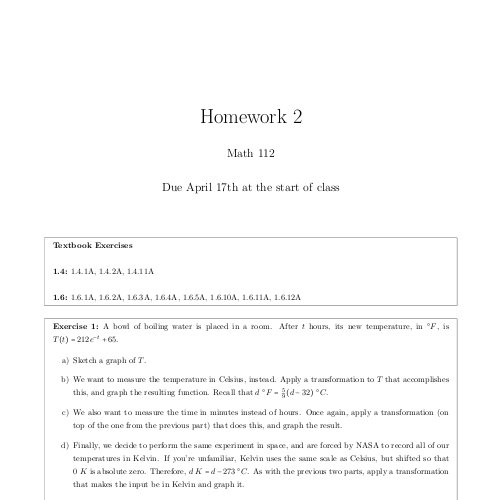 Homework 2
Math 112
Due April 17th at the start of class
Textbook Exercises
1.4: 1.4.1A, 1.4.2A, 1.4.11A
1.6: 1.6.1A, 1.6.2A, 1.6.3A, 1.6.4A, 1.6.5A, 1.6.10A, 1.6.11A, 1.6.12A
Exercise 1: A bowl of boiling water is placed in a room. After t hours, its new temperature, in °F, is
T(t) = 212e⁻ᵗ + 65.
a) Sketch a graph of T.
b) We want to measure the temperature in Celsius, instead. Apply a transformation to T that accomplishes
this, and graph the resulting function. Recall that d °F = 5/9(d − 32) °C.
c) We also want to measure the time in minutes instead of hours. Once again, apply a transformation (on
top of the one from the previous part) that does this, and graph the result.
d) Finally, we decide to perform the same experiment in space, and are forced by NASA to record all of our
temperatures in Kelvin. If you're unfamiliar, Kelvin uses the same scale as Celsius, but shifted so that
0 K is absolute zero. Therefore, d K = d − 273 °C. As with the previous two parts, apply a transformation
that makes the input be in Kelvin and graph it.